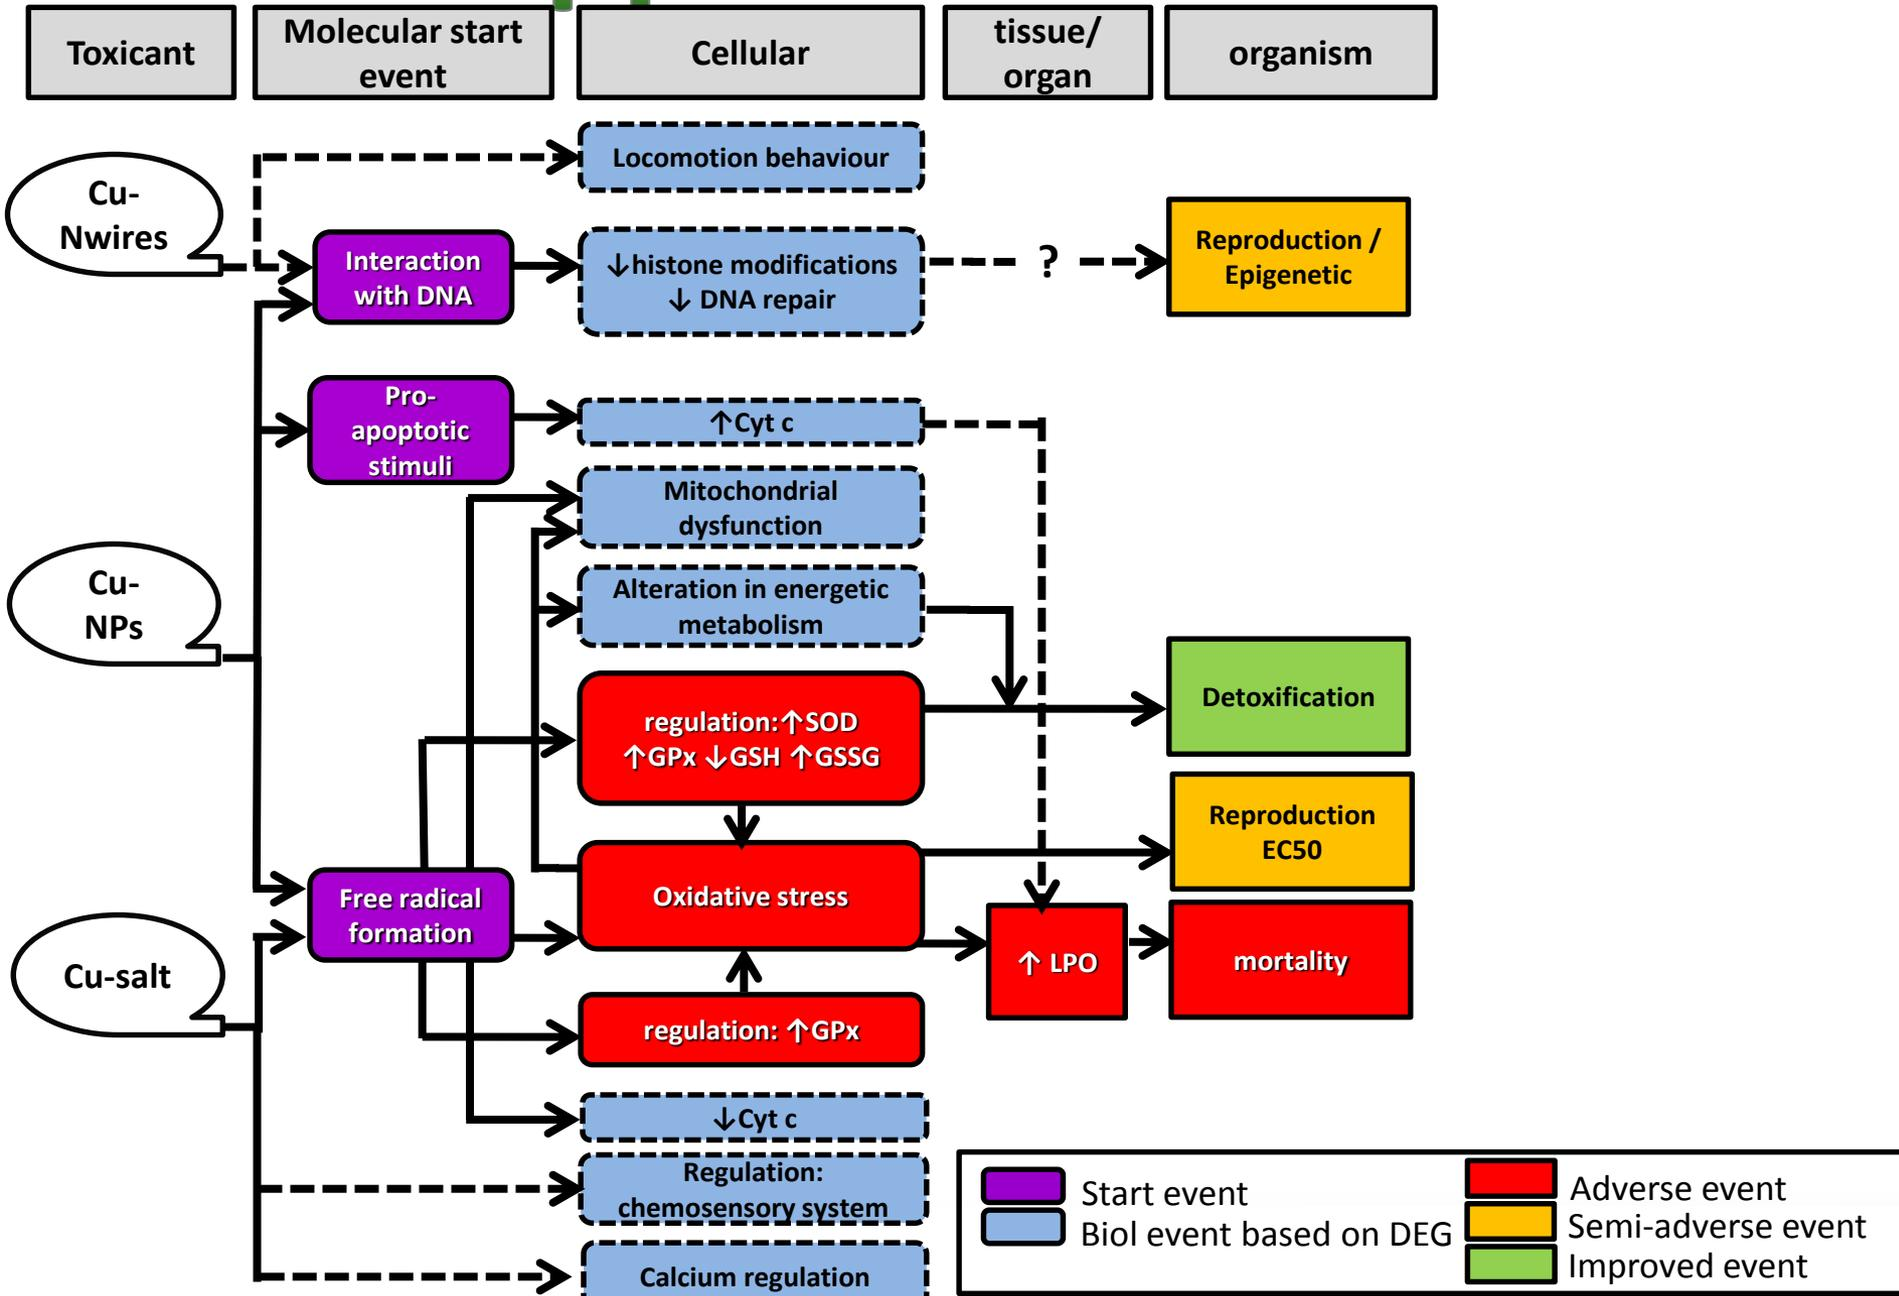 Toxicant
Molecular start
event
Cellular
tissue/
organ
organism
Cu-
Nwires
Locomotion behaviour
Interaction
with DNA
↓histone modifications
↓ DNA repair
?
Reproduction /
Epigenetic
Pro-
apoptotic
stimuli
↑Cyt c
Mitochondrial
dysfunction
Cu-
NPs
Alteration in energetic
metabolism
regulation:↑SOD
↑GPx ↓GSH ↑GSSG
Detoxification
Reproduction
EC50
Free radical
formation
Oxidative stress
Cu-salt
↑ LPO
mortality
regulation: ↑GPx
↓Cyt c
Regulation:
chemosensory system
Calcium regulation
Start event
Biol event based on DEG
Adverse event
Semi-adverse event
Improved event